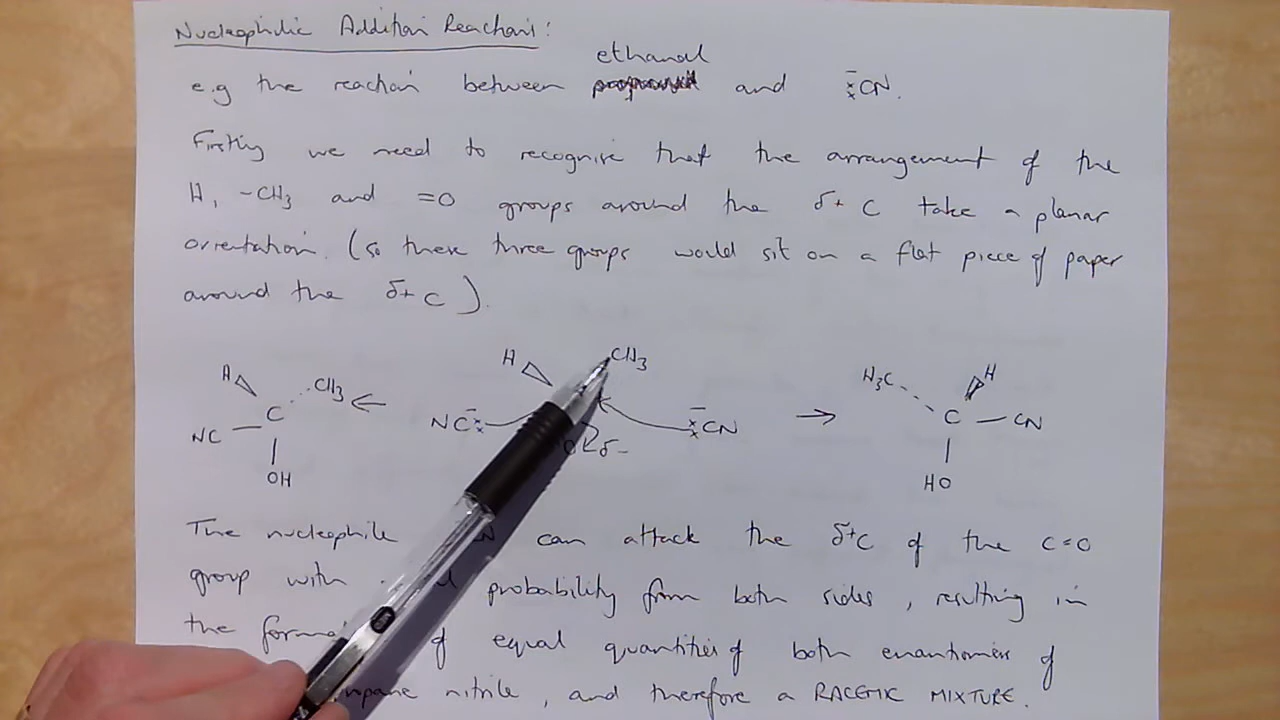 Nucleophilic Addition Reactions:
ethanal
e.g the reaction between and ⁻:CN.
Firstly we need to recognise that the arrangement of the
H, -CH3 and =O groups around the δ+ C take a planar
orientation. (so these three groups would sit on a flat piece of paper
around the δ+ C).
H CH3 H CH3 H3C H
NC C NC:⁻ ⁻:CN C CN
OH O δ- HO
The nucleophile can attack the δ+C of the C=O
group with probability from both sides, resulting in
the of equal quantities of both enantiomers of
nitrile, and therefore a RACEMIC MIXTURE.